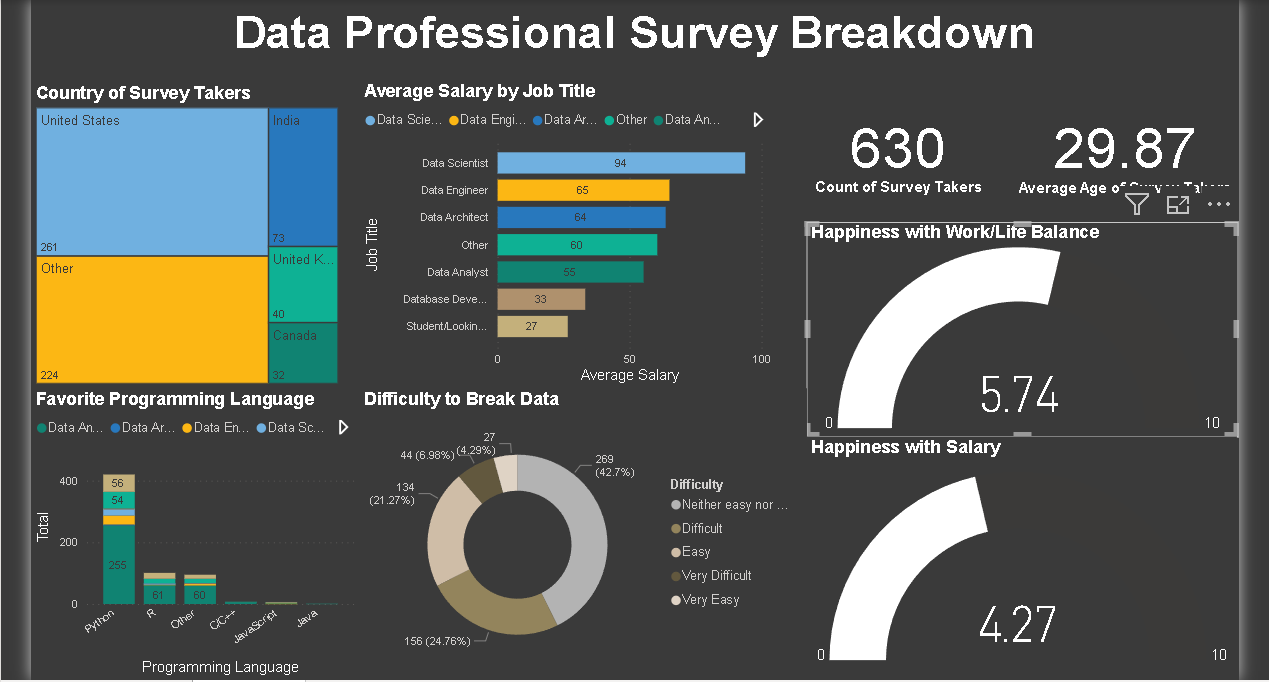 Data Professional Survey Breakdown
Country of Survey Takers
United States
261
Other
224
India
73
United K...
40
Canada
32
Average Salary by Job Title
Data Scie... Data Engi... Data Ar... Other Data An...
Job Title
Data Scientist 94
Data Engineer 65
Data Architect 64
Other 60
Data Analyst 55
Database Deve... 33
Student/Lookin... 27
0 50 100
Average Salary
630
Count of Survey Takers
29.87
Average Age of Survey Takers
Happiness with Work/Life Balance
5.74
0 10
Favorite Programming Language
Data An... Data Ar... Data En... Data Sc...
Total
400
200
0
56
54
255
61
60
Python R Other C/C++ JavaScript Java
Programming Language
Difficulty to Break Data
27
(4.29%)
44 (6.98%)
134
(21.27%)
269
(42.7%)
156 (24.76%)
Difficulty
Neither easy nor ...
Difficult
Easy
Very Difficult
Very Easy
Happiness with Salary
4.27
0 10